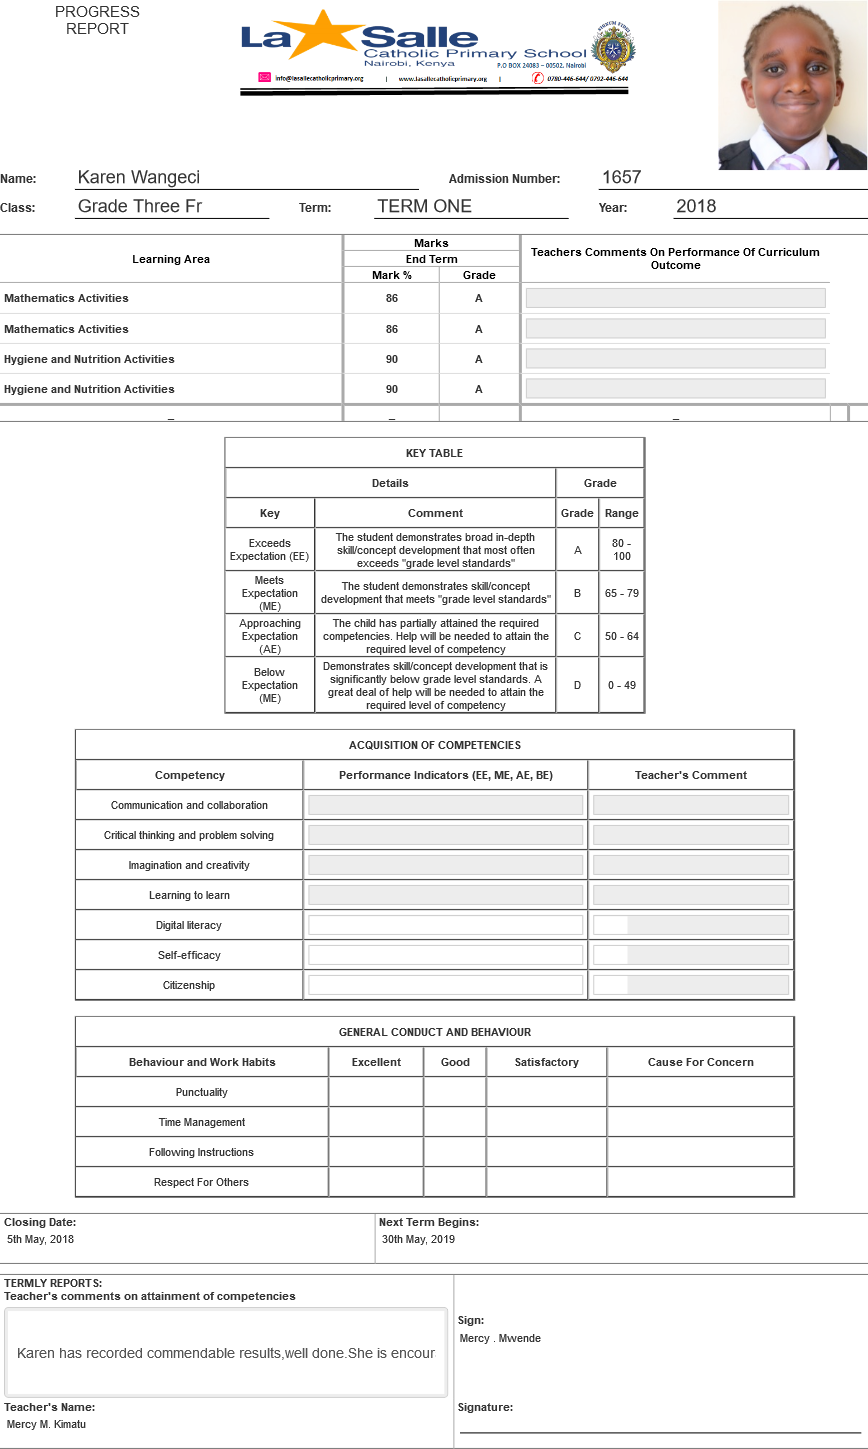 PROGRESS
REPORT
La Salle
Catholic Primary School
Nairobi, Kenya
P.O BOX 24083 – 00502, Nairobi
info@lasallecatholicprimary.org | www.lasallecatholicprimary.org | 0780-446-644/ 0792-446-644
Name: Karen Wangeci Admission Number: 1657
Class: Grade Three Fr Term: TERM ONE Year: 2018
Learning Area Marks Teachers Comments On Performance Of Curriculum Outcome
End Term
Mark % Grade
Mathematics Activities 86 A
Mathematics Activities 86 A
Hygiene and Nutrition Activities 90 A
Hygiene and Nutrition Activities 90 A
_ _ _
KEY TABLE
Details Grade
Key Comment Grade Range
Exceeds Expectation (EE) The student demonstrates broad in-depth skill/concept development that most often exceeds "grade level standards" A 80 - 100
Meets Expectation (ME) The student demonstrates skill/concept development that meets "grade level standards" B 65 - 79
Approaching Expectation (AE) The child has partially attained the required competencies. Help will be needed to attain the required level of competency C 50 - 64
Below Expectation (ME) Demonstrates skill/concept development that is significantly below grade level standards. A great deal of help will be needed to attain the required level of competency D 0 - 49
ACQUISITION OF COMPETENCIES
Competency Performance Indicators (EE, ME, AE, BE) Teacher's Comment
Communication and collaboration
Critical thinking and problem solving
Imagination and creativity
Learning to learn
Digital literacy
Self-efficacy
Citizenship
GENERAL CONDUCT AND BEHAVIOUR
Behaviour and Work Habits Excellent Good Satisfactory Cause For Concern
Punctuality
Time Management
Following Instructions
Respect For Others
Closing Date: Next Term Begins:
5th May, 2018 30th May, 2019
TERMLY REPORTS:
Teacher's comments on attainment of competencies
Karen has recorded commendable results,well done.She is encour
Sign:
Mercy . Mwende
Teacher's Name: Signature:
Mercy M. Kimatu